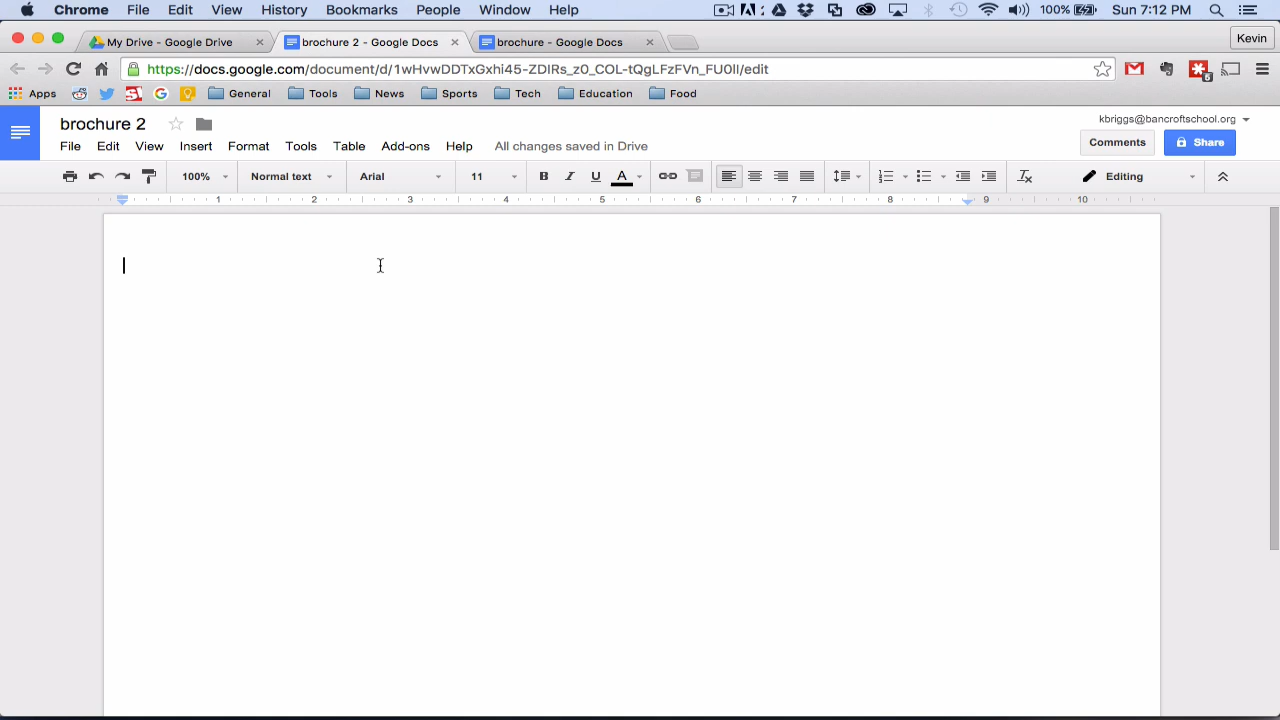 Chrome File Edit View History Bookmarks People Window Help 100% Sun 7:12 PM
My Drive - Google Drive brochure 2 - Google Docs brochure - Google Docs Kevin
https://docs.google.com/document/d/1wHvwDDTxGxhi45-ZDIRs_z0_COL-tQgLFzFVn_FU0II/edit
Apps General Tools News Sports Tech Education Food
brochure 2 kbriggs@bancroftschool.org
File Edit View Insert Format Tools Table Add-ons Help All changes saved in Drive Comments Share
100% Normal text Arial 11 B I U A Editing
1 2 3 4 5 6 7 8 9 10